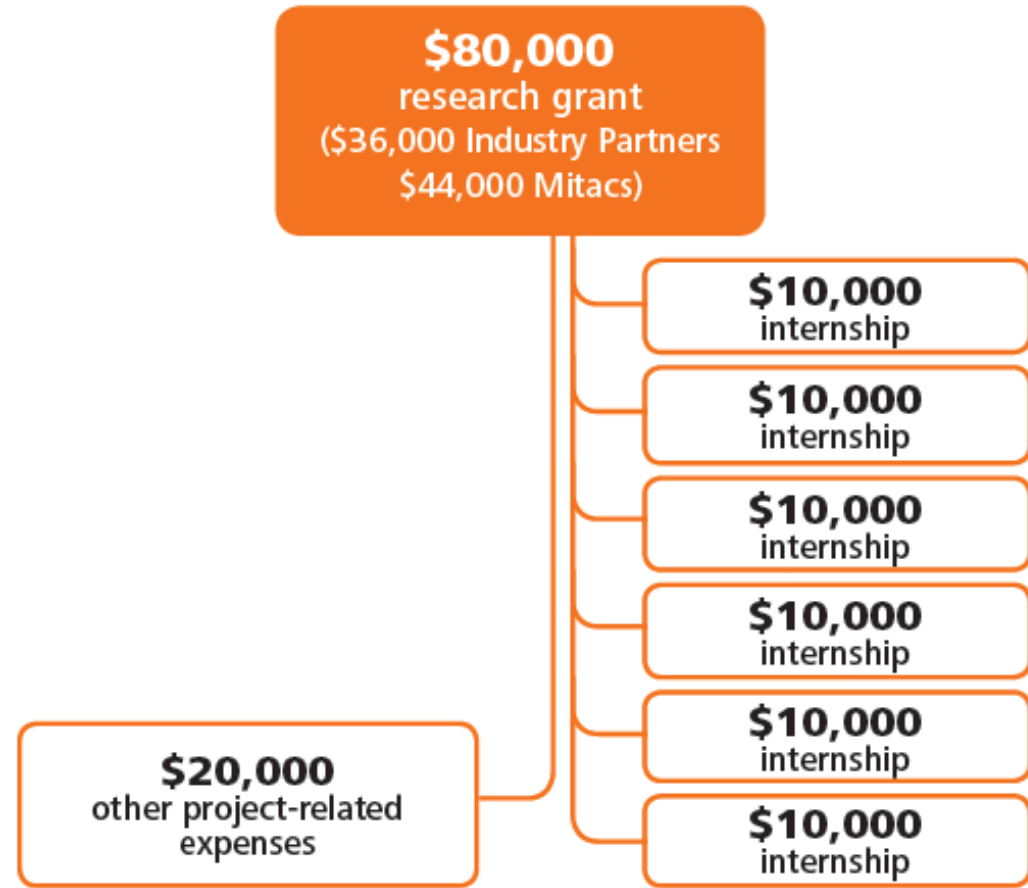 $80,000
research grant
($36,000 Industry Partners
$44,000 Mitacs)
$10,000
internship
$10,000
internship
$10,000
internship
$10,000
internship
$10,000
internship
$10,000
internship
$20,000
other project-related
expenses